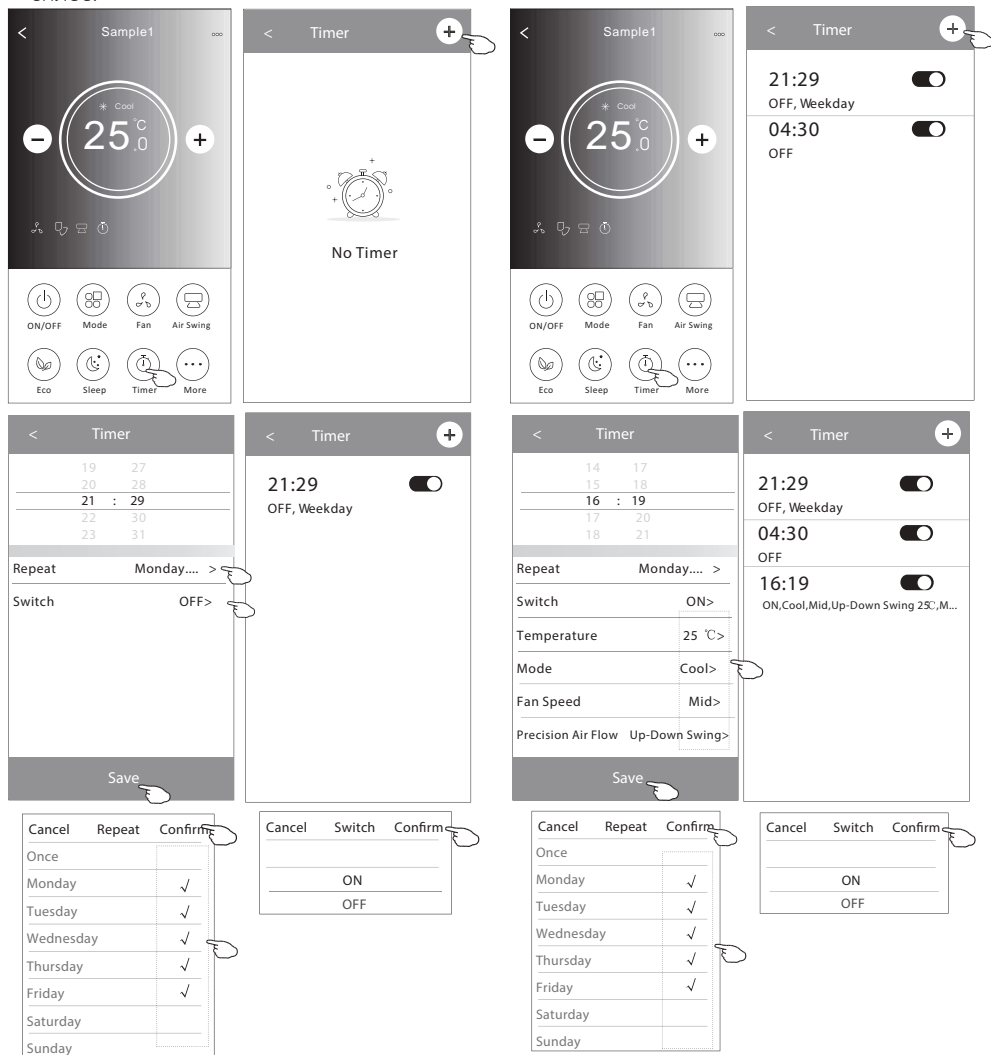 Sample1
Cool
25 °C
.0
ON/OFF Mode Fan Air Swing
Eco Sleep Timer More
< Timer +
No Timer
< Timer
19 27
20 28
21 : 29
22 30
23 31
Repeat Monday.... >
Switch OFF>
Save
< Timer +
21:29
OFF, Weekday
Cancel Repeat Confirm
Once
Monday √
Tuesday √
Wednesday √
Thursday √
Friday √
Saturday
Sunday
Cancel Switch Confirm
ON
OFF
Sample1
Cool
25 °C
.0
ON/OFF Mode Fan Air Swing
Eco Sleep Timer More
< Timer +
21:29
OFF, Weekday
04:30
OFF
< Timer
14 17
15 18
16 : 19
17 20
18 21
Repeat Monday.... >
Switch ON>
Temperature 25 ℃>
Mode Cool>
Fan Speed Mid>
Precision Air Flow Up-Down Swing>
Save
< Timer +
21:29
OFF, Weekday
04:30
OFF
16:19
ON,Cool,Mid,Up-Down Swing 25℃,M...
Cancel Repeat Confirm
Once
Monday √
Tuesday √
Wednesday √
Thursday √
Friday √
Saturday
Sunday
Cancel Switch Confirm
ON
OFF